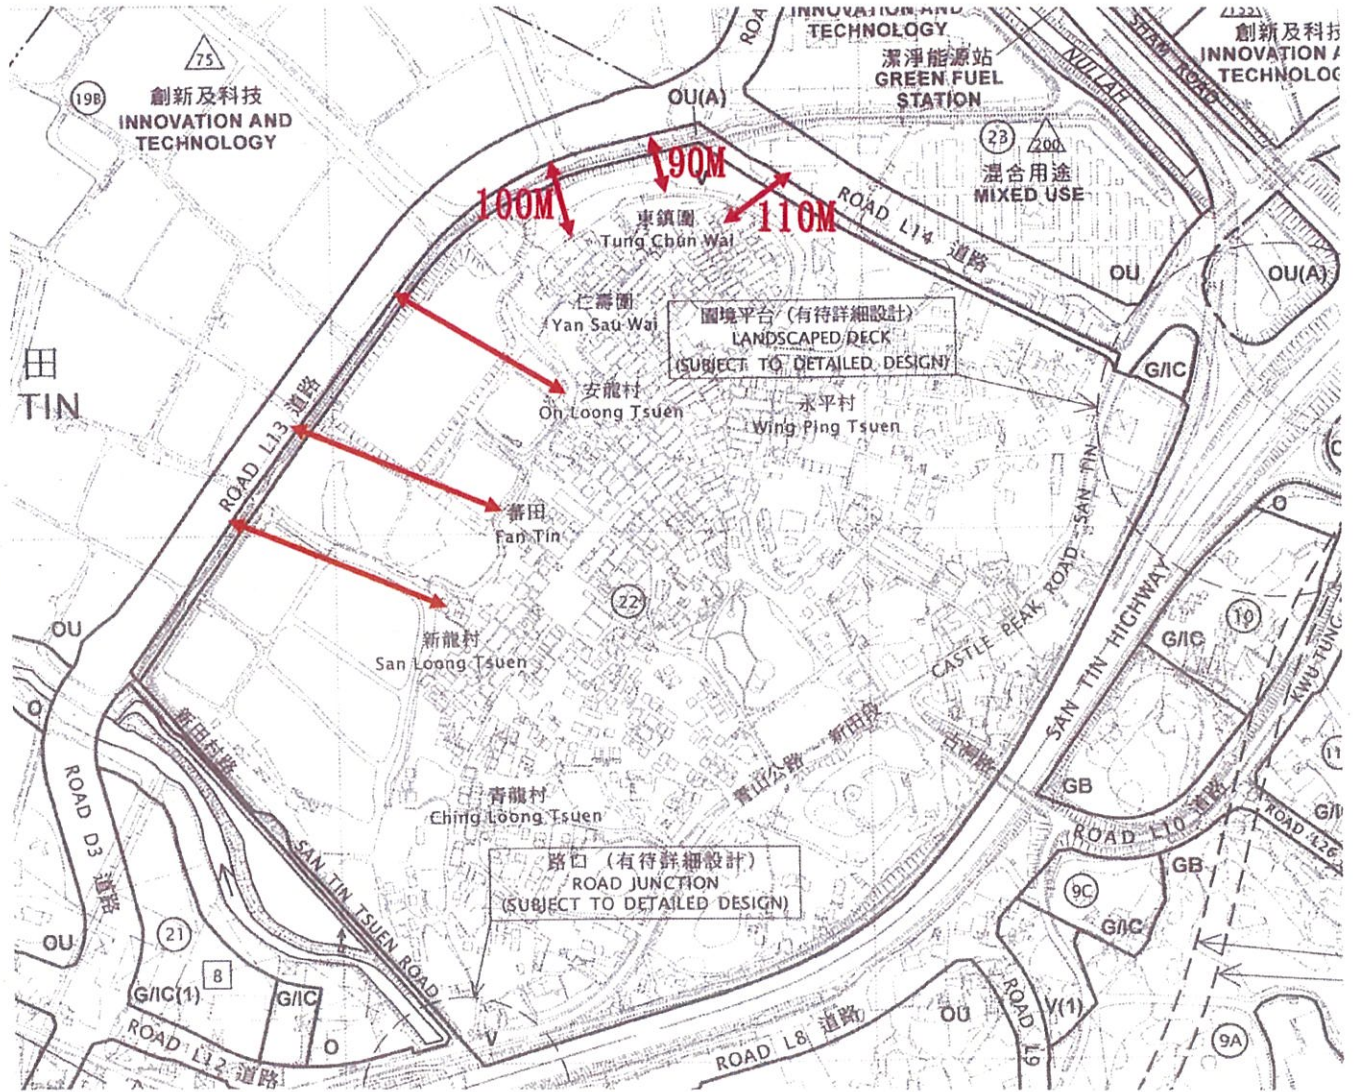 INNOVATION AND
TECHNOLOGY
潔淨能源站
GREEN FUEL
STATION
NULLAH
SHAM ROAD
創新及科技
INNOVATION A
TECHNOLOG
75
19B
創新及科技
INNOVATION AND
TECHNOLOGY
ROA
OU(A)
23
200
混合用途
MIXED USE
90M
100M
110M
東鎮圍
Tung Chun Wai
ROAD L14 道路
OU
OU(A)
仁壽圍
Yan Sau Wai
園境平台 (有待詳細設計)
LANDSCAPED DECK
(SUBJECT TO DETAILED DESIGN)
G/IC
田
TIN
安龍村
On Loong Tsuen
永平村
Wing Ping Tsuen
ROAD L13 道路
蕃田
Fan Tin
O
22
10
G/IC
KWU TUNG
OU
新龍村
San Loong Tsuen
CASTLE PEAK ROAD SAN TIN
SAN TIN HIGHWAY
O
新田村路
SAN TIN TSUEN ROAD
青山公路 - 新田段
古洞路
11
ROAD D3 道路
青龍村
Ching Loong Tsuen
GB
ROAD L10 道路
G/I
ROAD L26
路口 (有待詳細設計)
ROAD JUNCTION
(SUBJECT TO DETAILED DESIGN)
GB
9C
G/IC
OU
21
8
G/IC(1)
G/IC
O
V
ROAD L12 道路
ROAD L8 道路
OU
ROAD L9
V(1)
9A